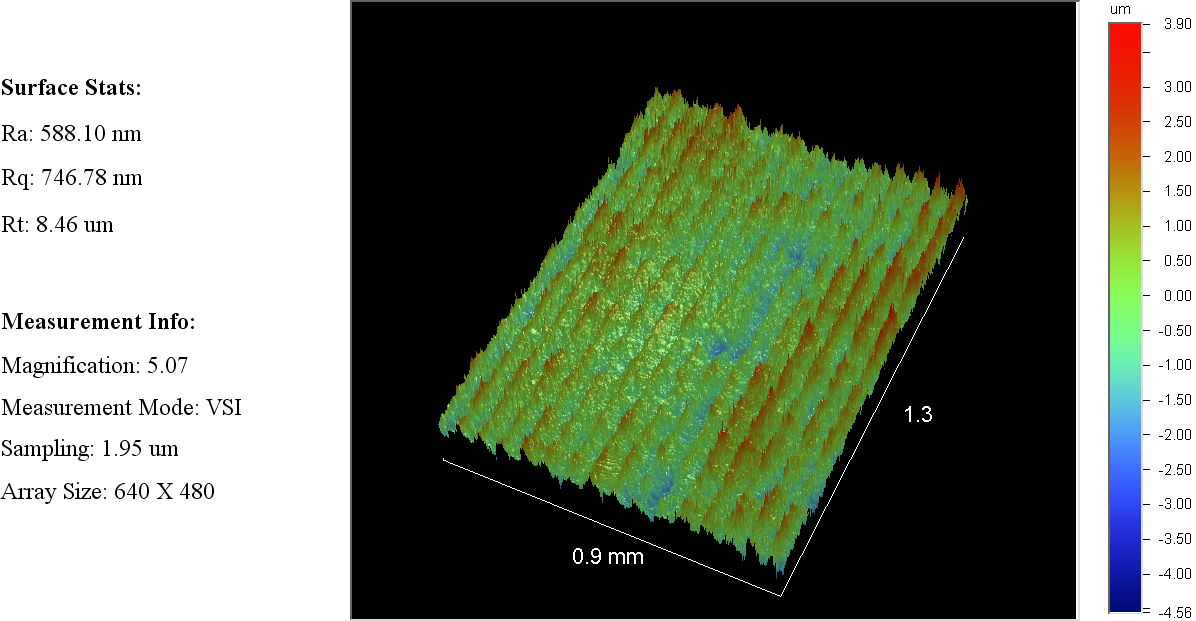 Surface Stats:
Ra: 588.10 nm
Rq: 746.78 nm
Rt: 8.46 um
Measurement Info:
Magnification: 5.07
Measurement Mode: VSI
Sampling: 1.95 um
Array Size: 640 X 480
1.3
0.9 mm
um
3.90
3.00
2.50
2.00
1.50
1.00
0.50
0.00
-0.50
-1.00
-1.50
-2.00
-2.50
-3.00
-3.50
-4.00
-4.56